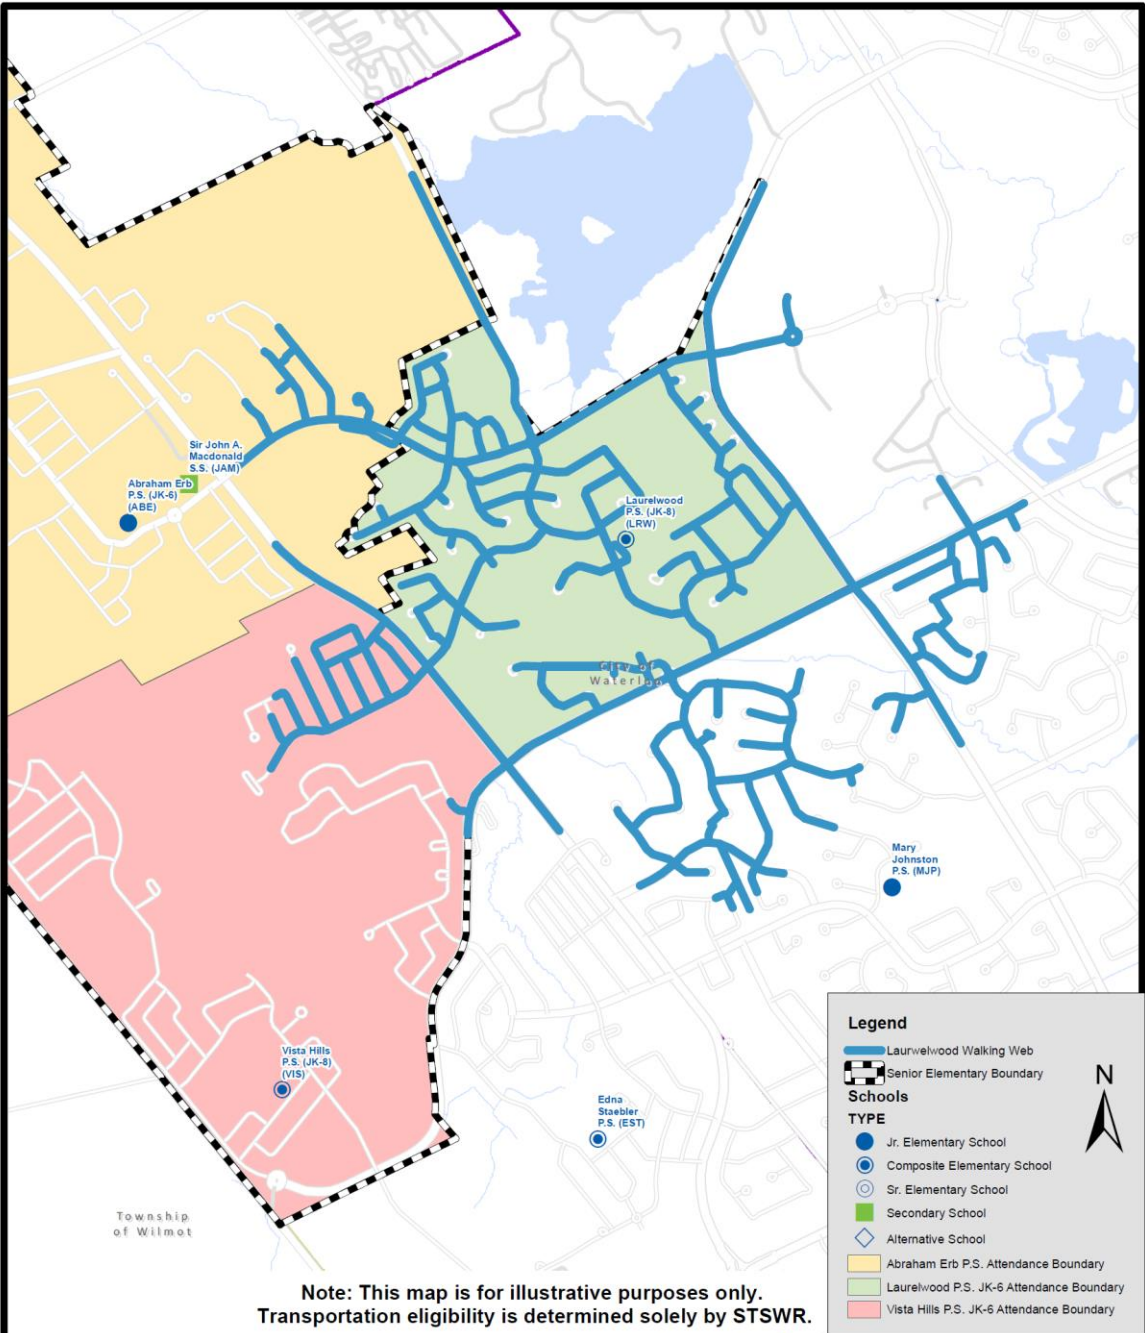 Sir John A.
Macdonald
S.S. (JAM)
Abraham Erb
P.S. (JK-6)
(ABE)
Laurelwood
P.S. (JK-8)
(LRW)
City of
Waterloo
Mary
Johnston
P.S. (MJP)
Vista Hills
P.S. (JK-8)
(VIS)
Edna
Staebler
P.S. (EST)
Township
of Wilmot
Legend
Laurwelwood Walking Web
Senior Elementary Boundary
Schools
TYPE
Jr. Elementary School
Composite Elementary School
Sr. Elementary School
Secondary School
Alternative School
Abraham Erb P.S. Attendance Boundary
Laurelwood P.S. JK-6 Attendance Boundary
Vista Hills P.S. JK-6 Attendance Boundary
N
Note: This map is for illustrative purposes only.
Transportation eligibility is determined solely by STSWR.